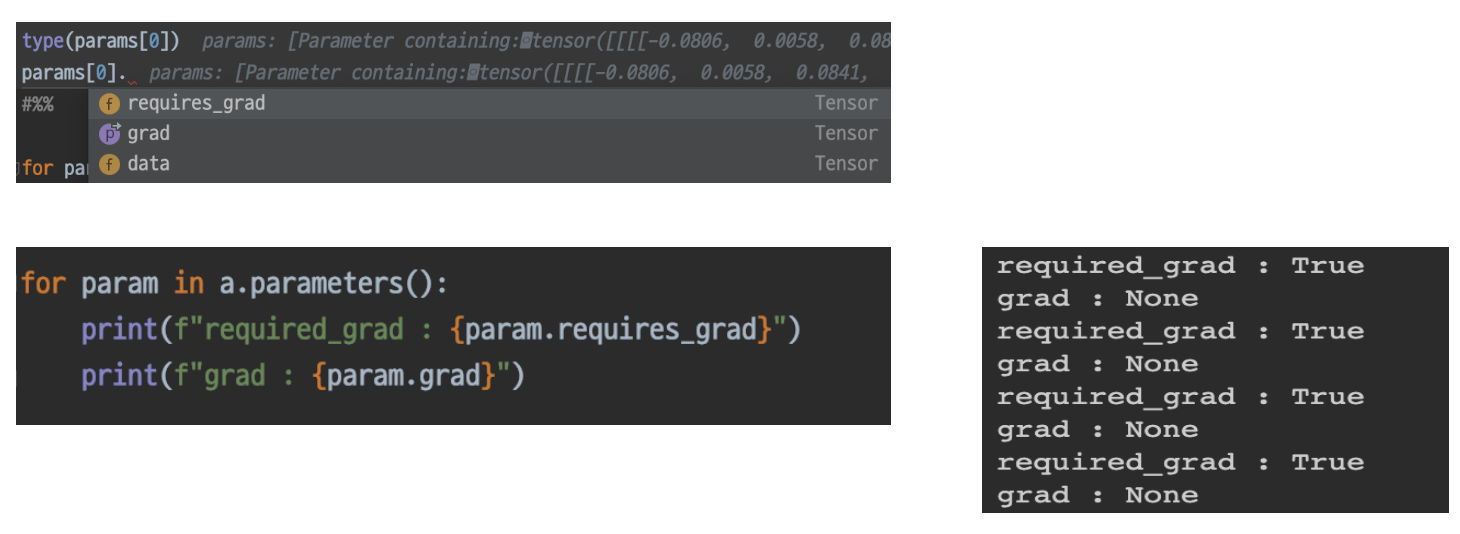 type(params[0]) params: [Parameter containing:tensor([[[[-0.0806, 0.0058, 0.08
params[0]. params: [Parameter containing:tensor([[[[-0.0806, 0.0058, 0.0841,
#%%
requires_grad Tensor
grad Tensor
for par
data Tensor
for param in a.parameters():
print(f"required_grad : {param.requires_grad}")
print(f"grad : {param.grad}")
required_grad : True
grad : None
required_grad : True
grad : None
required_grad : True
grad : None
required_grad : True
grad : None